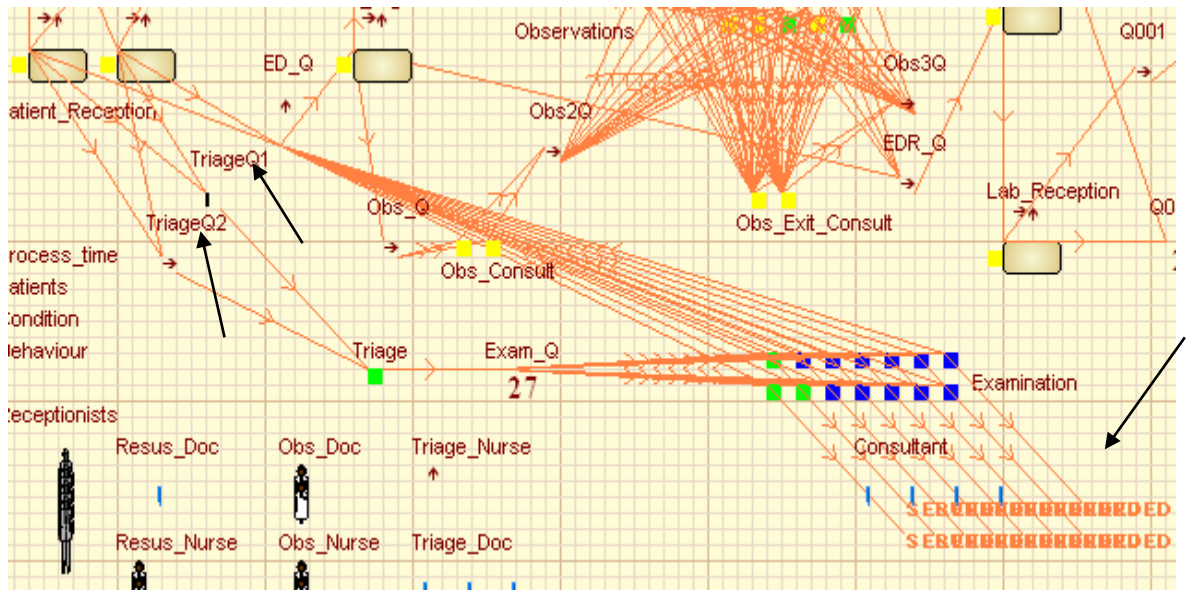 Observations
Q001
ED_Q
Obs3Q
atient_Reception
Obs2Q
TriageQ1
EDR_Q
Lab_Reception
TriageQ2
Obs_Q
Obs_Exit_Consult
Q0
rocess_time
Obs_Consult
atients
ondition
ehaviour
Triage
Exam_Q
27
Examination
eceptionists
Resus_Doc
Obs_Doc
Triage_Nurse
Consultant
Resus_Nurse
Obs_Nurse
Triage_Doc